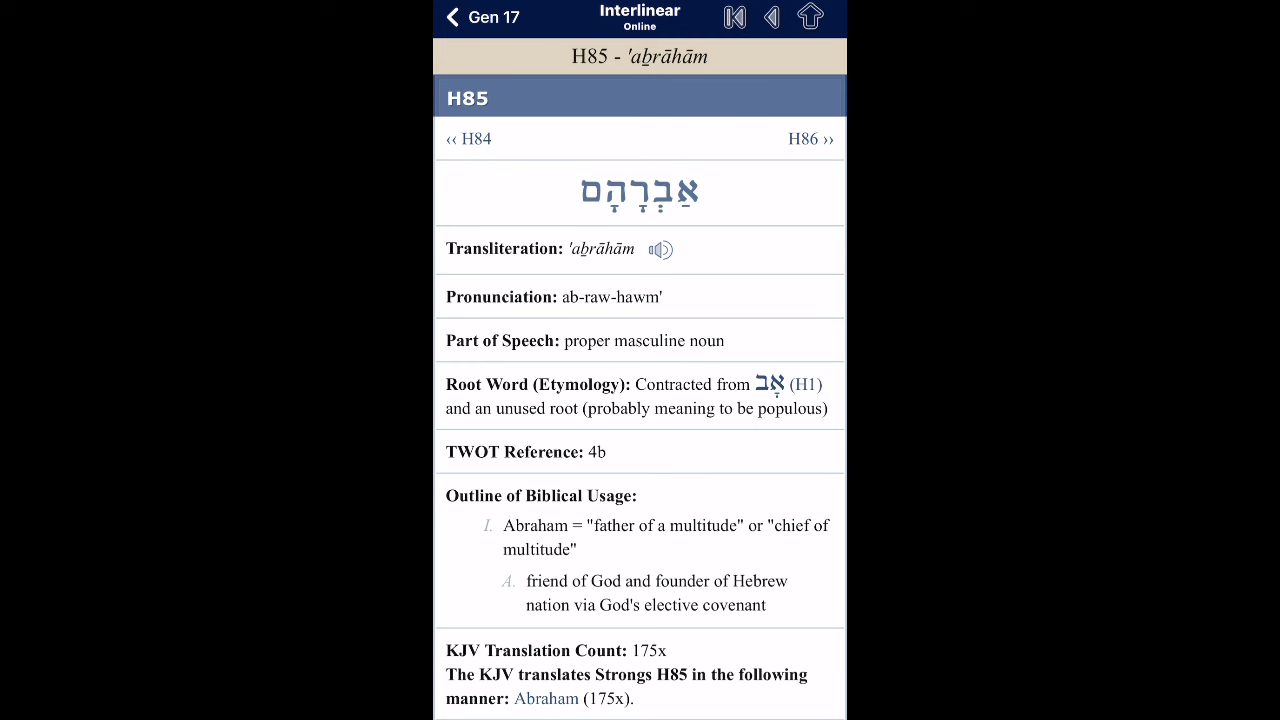 Gen 17
Interlinear
Online
H85 - 'aḇrāhām
H85
‹‹ H84
H86 ››
אַבְרָהָם
Transliteration: 'aḇrāhām
Pronunciation: ab-raw-hawm'
Part of Speech: proper masculine noun
Root Word (Etymology): Contracted from אָב (H1)
and an unused root (probably meaning to be populous)
TWOT Reference: 4b
Outline of Biblical Usage:
I. Abraham = "father of a multitude" or "chief of
multitude"
A. friend of God and founder of Hebrew
nation via God's elective covenant
KJV Translation Count: 175x
The KJV translates Strongs H85 in the following
manner: Abraham (175x).